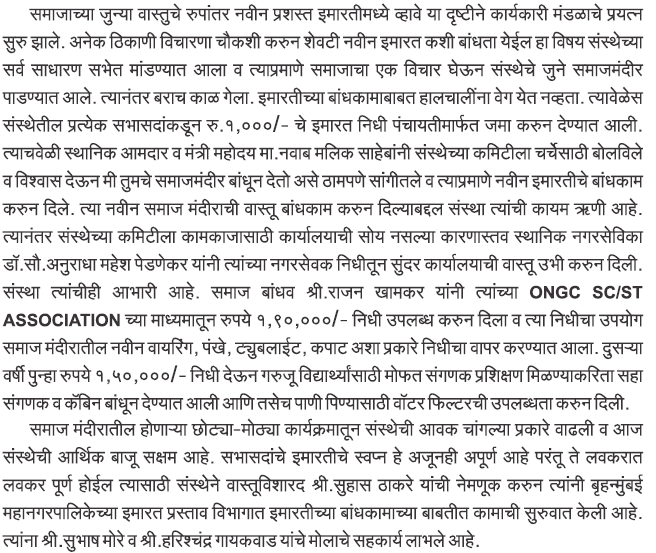 समाजाच्या जुन्या वास्तुचे रुपांतर नवीन प्रशस्त इमारतीमध्ये व्हावे या दृष्टीने कार्यकारी मंडळाचे प्रयत्न
सुरु झाले. अनेक ठिकाणी विचारणा चौकशी करुन शेवटी नवीन इमारत कशी बांधता येईल हा विषय संस्थेच्या
सर्व साधारण सभेत मांडण्यात आला व त्याप्रमाणे समाजाचा एक विचार घेऊन संस्थेचे जुने समाजमंदीर
पाडण्यात आले. त्यानंतर बराच काळ गेला. इमारतीच्या बांधकामाबाबत हालचालींना वेग येत नव्हता. त्यावेळेस
संस्थेतील प्रत्येक सभासदांकडून रु.१,०००/- चे इमारत निधी पंचायतीमार्फत जमा करुन देण्यात आली.
त्याचवेळी स्थानिक आमदार व मंत्री महोदय मा.नवाब मलिक साहेबांनी संस्थेच्या कमिटीला चर्चेसाठी बोलविले
व विश्वास देऊन मी तुमचे समाजमंदीर बांधून देतो असे ठामपणे सांगीतले व त्याप्रमाणे नवीन इमारतीचे बांधकाम
करुन दिले. त्या नवीन समाज मंदीराची वास्तू बांधकाम करुन दिल्याबद्दल संस्था त्यांची कायम ऋणी आहे.
त्यानंतर संस्थेच्या कमिटीला कामकाजासाठी कार्यालयाची सोय नसल्या कारणास्तव स्थानिक नगरसेविका
डॉ.सौ.अनुराधा महेश पेडणेकर यांनी त्यांच्या नगरसेवक निधीतून सुंदर कार्यालयाची वास्तू उभी करुन दिली.
संस्था त्यांचीही आभारी आहे. समाज बांधव श्री.राजन खामकर यांनी त्यांच्या ONGC SC/ST
ASSOCIATION च्या माध्यमातून रुपये १,९०,०००/- निधी उपलब्ध करुन दिला व त्या निधीचा उपयोग
समाज मंदीरातील नवीन वायरिंग, पंखे, ट्युबलाईट, कपाट अशा प्रकारे निधीचा वापर करण्यात आला. दुसऱ्या
वर्षी पुन्हा रुपये १,५०,०००/- निधी देऊन गरुजू विद्यार्थ्यांसाठी मोफत संगणक प्रशिक्षण मिळण्याकरिता सहा
संगणक व कॅबिन बांधून देण्यात आली आणि तसेच पाणी पिण्यासाठी वॉटर फिल्टरची उपलब्धता करुन दिली.
समाज मंदीरातील होणाऱ्या छोट्या-मोठ्या कार्यक्रमातून संस्थेची आवक चांगल्या प्रकारे वाढली व आज
संस्थेची आर्थिक बाजू सक्षम आहे. सभासदांचे इमारतीचे स्वप्न हे अजूनही अपूर्ण आहे परंतू ते लवकरात
लवकर पूर्ण होईल त्यासाठी संस्थेने वास्तूविशारद श्री.सुहास ठाकरे यांची नेमणूक करुन त्यांनी बृहन्मुंबई
महानगरपालिकेच्या इमारत प्रस्ताव विभागात इमारतीच्या बांधकामाच्या बाबतीत कामाची सुरुवात केली आहे.
त्यांना श्री.सुभाष मोरे व श्री.हरिश्चंद्र गायकवाड यांचे मोलाचे सहकार्य लाभले आहे.